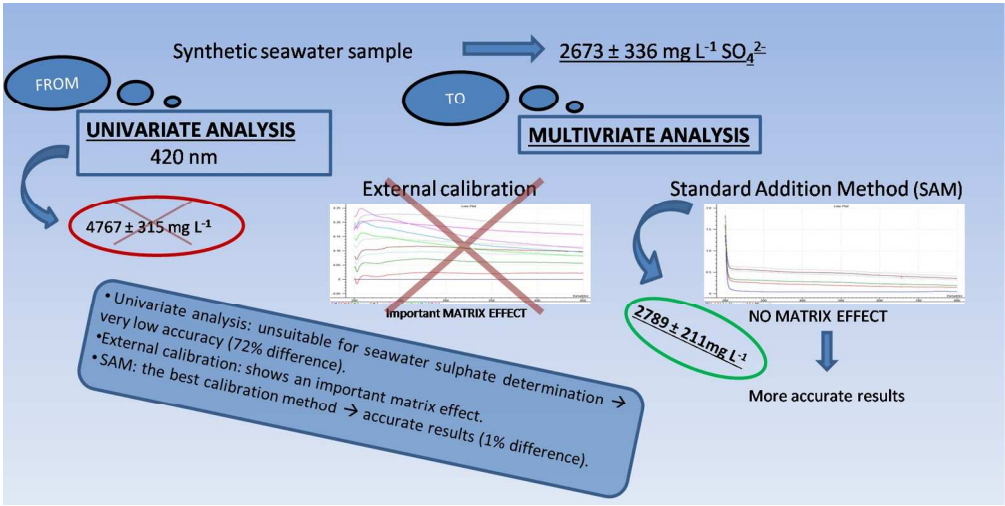 Synthetic seawater sample
2673 ± 336 mg L⁻¹ SO₄²⁻
FROM
TO
UNIVARIATE ANALYSIS
420 nm
MULTIVRIATE ANALYSIS
4767 ± 315 mg L⁻¹
External calibration
Important MATRIX EFFECT
Standard Addition Method (SAM)
NO MATRIX EFFECT
2789 ± 211mg L⁻¹
More accurate results
• Univariate analysis: unsuitable for seawater sulphate determination →
very low accuracy (72% difference).
•External calibration: shows an important matrix effect.
• SAM: the best calibration method → accurate results (1% difference).